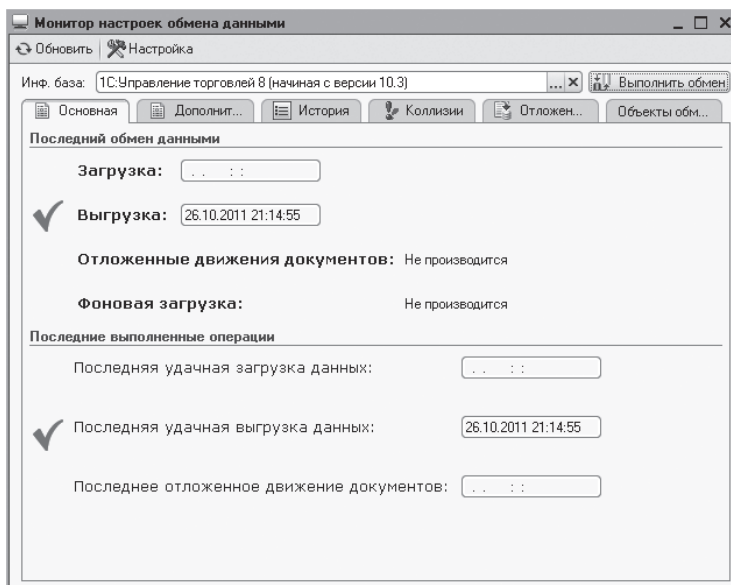 Монитор настроек обмена данными
Обновить Настройка
Инф. база: 1С:Управление торговлей 8 (начиная с версии 10.3) ... Выполнить обмен
Основная Дополнит... История Коллизии Отложен... Объекты обм...
Последний обмен данными
Загрузка: . . : :
Выгрузка: 26.10.2011 21:14:55
Отложенные движения документов: Не производится
Фоновая загрузка: Не производится
Последние выполненные операции
Последняя удачная загрузка данных: . . : :
Последняя удачная выгрузка данных: 26.10.2011 21:14:55
Последнее отложенное движение документов: . . : :